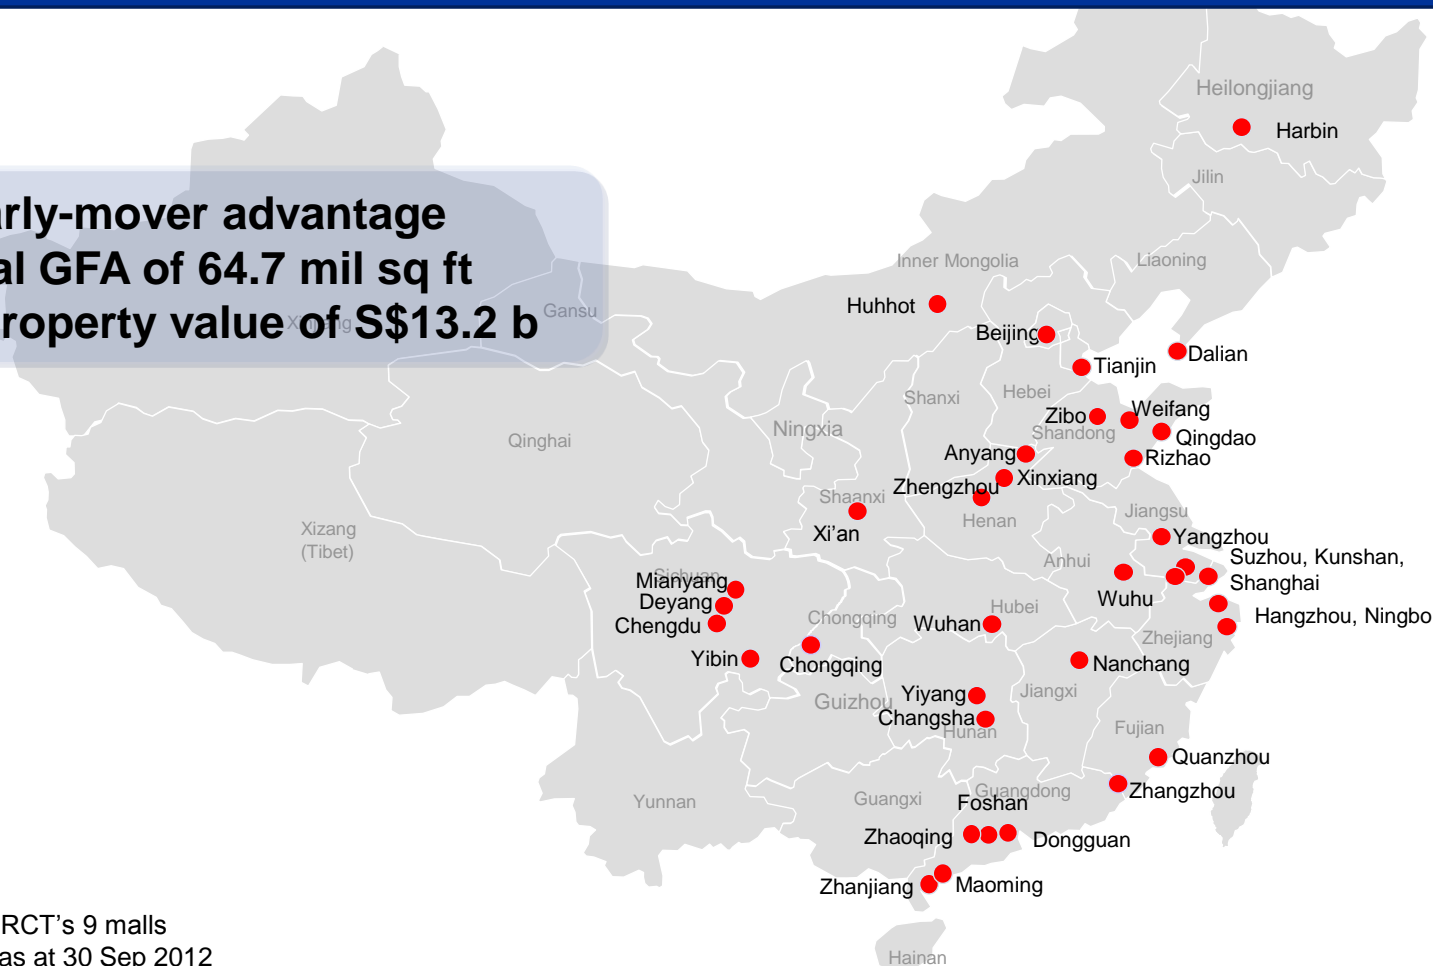 arly-mover advantage
al GFA of 64.7 mil sq ft
roperty value of S$13.2 b
Heilongjiang
Harbin
Jilin
Inner Mongolia
Liaoning
Xinjiang
Gansu
Huhhot
Beijing
Tianjin
Dalian
Shanxi
Hebei
Zibo
Weifang
Shandong
Qingdao
Qinghai
Ningxia
Anyang
Rizhao
Xinxiang
Zhengzhou
Shaanxi
Henan
Jiangsu
Xizang
(Tibet)
Xi’an
Yangzhou
Anhui
Suzhou, Kunshan,
Shanghai
Sichuan
Mianyang
Deyang
Chengdu
Wuhu
Hubei
Chongqing
Wuhan
Hangzhou, Ningbo
Zhejiang
Yibin
Chongqing
Nanchang
Guizhou
Yiyang
Jiangxi
Changsha
Hunan
Fujian
Quanzhou
Yunnan
Guangxi
Guangdong
Foshan
Zhangzhou
Zhaoqing
Dongguan
Zhanjiang
Maoming
RCT’s 9 malls
as at 30 Sep 2012
Hainan